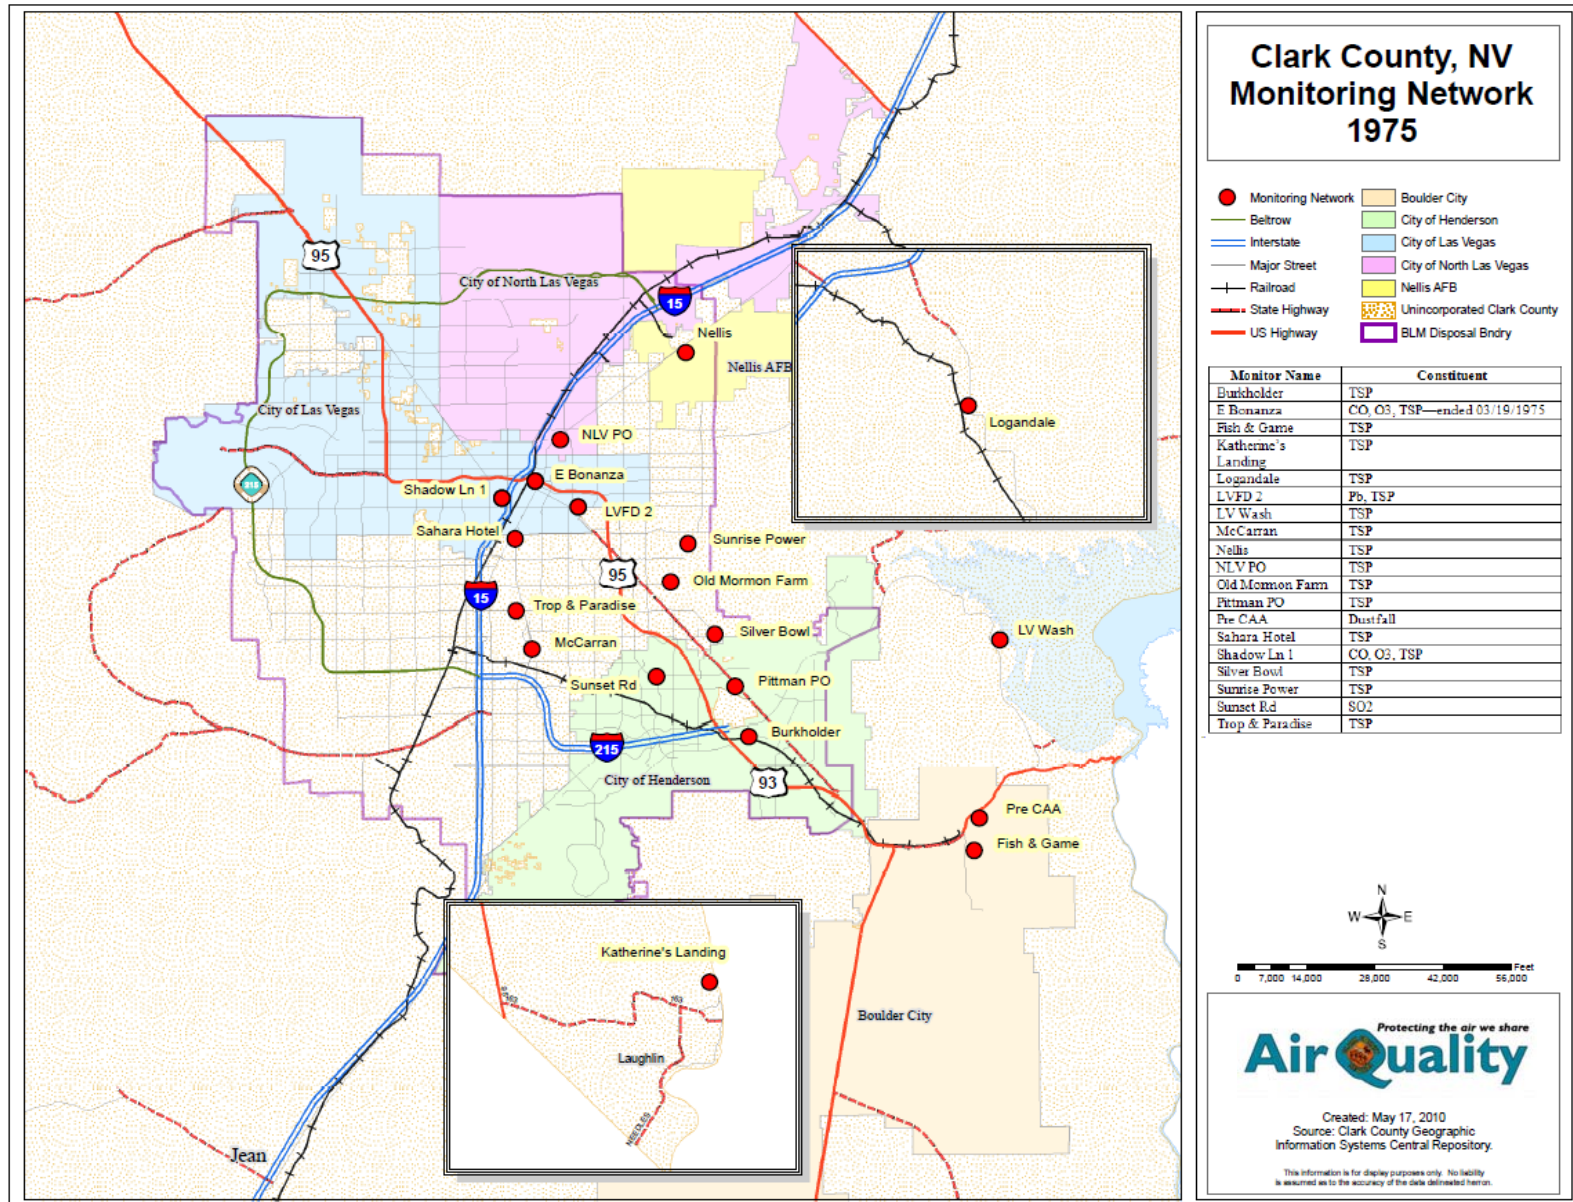 Clark County, NV
Monitoring Network
1975
Monitoring Network
Beltrow
Interstate
Major Street
Railroad
State Highway
US Highway
Boulder City
City of Henderson
City of Las Vegas
City of North Las Vegas
Nellis AFB
Unincorporated Clark County
BLM Disposal Bndry
Monitor Name Constituent
Burkholder TSP
E Bonanza CO, O3, TSP—ended 03/19/1975
Fish & Game TSP
Katherine's TSP
Landing
Logandale TSP
LVFD 2 Pb, TSP
LV Wash TSP
McCarran TSP
Nellis TSP
NLV PO TSP
Old Mormon Farm TSP
Pittman PO TSP
Pre CAA Dustfall
Sahara Hotel TSP
Shadow Ln 1 CO, O3, TSP
Silver Bowl TSP
Sunrise Power TSP
Sunset Rd SO2
Trop & Paradise TSP
N
W E
S
Feet
0 7,000 14,000 28,000 42,000 56,000
Protecting the air we share
Air Quality
Created: May 17, 2010
Source: Clark County Geographic
Information Systems Central Repository.
This information is for display purposes only. No liability
is assumed as to the accuracy of the data delineated hereon.
95
City of North Las Vegas
15
Nellis
Nellis AFB
City of Las Vegas
Logandale
NLV PO
E Bonanza
Shadow Ln 1
LVFD 2
Sahara Hotel
Sunrise Power
95
Old Mormon Farm
15
Trop & Paradise
Silver Bowl
LV Wash
McCarran
Sunset Rd
Pittman PO
Burkholder
215
City of Henderson
93
Pre CAA
Fish & Game
Katherine's Landing
163
Laughlin
NEEDLES
Boulder City
Jean